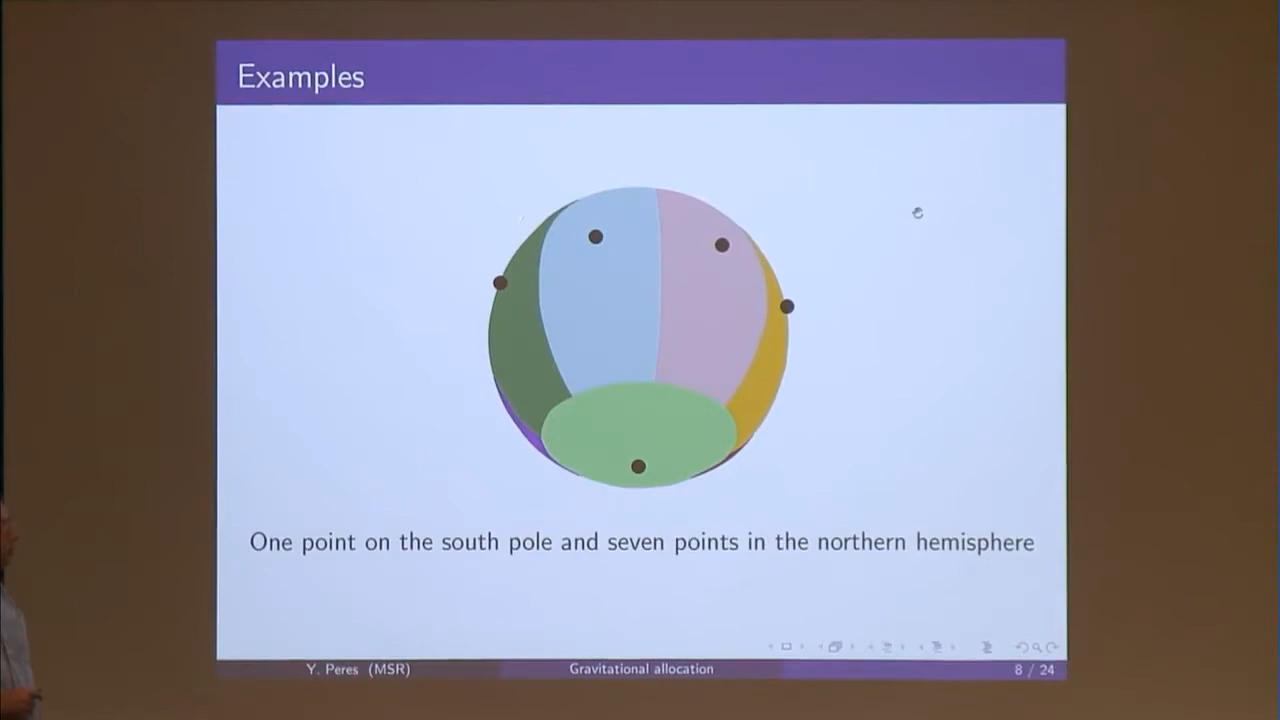 Examples
One point on the south pole and seven points in the northern hemisphere
Y. Peres (MSR)
Gravitational allocation
8 / 24